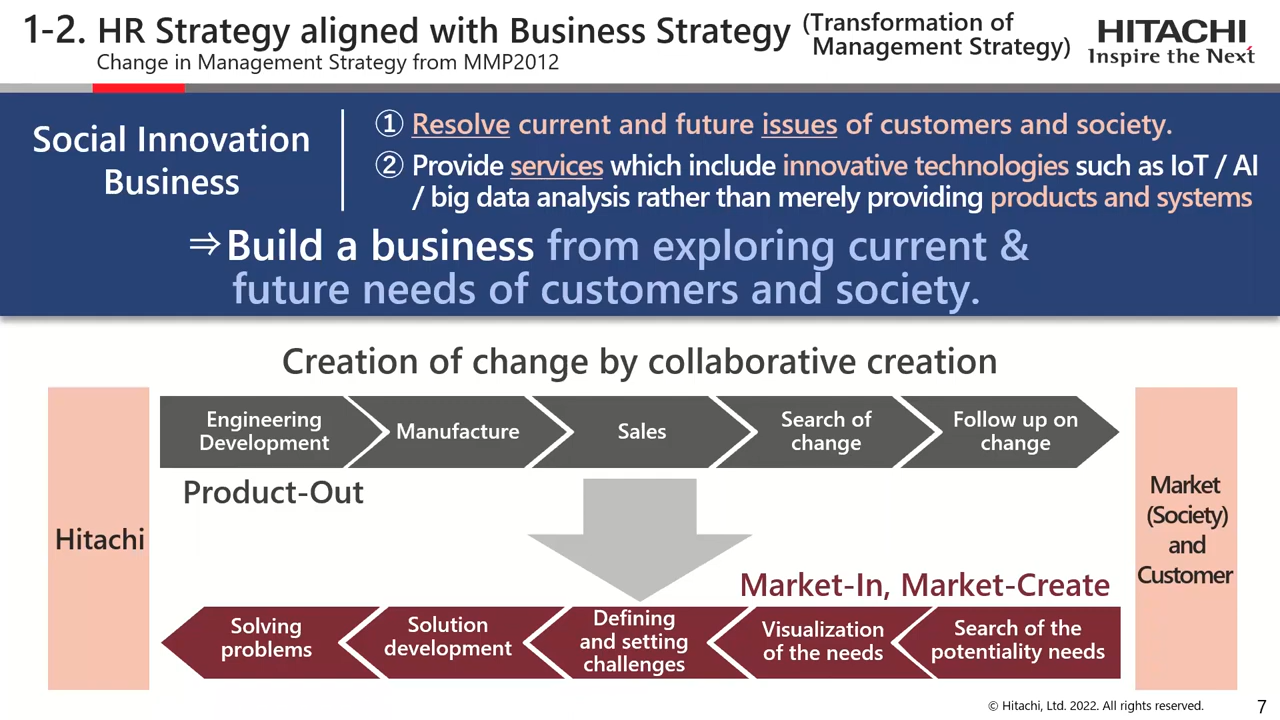 1-2. HR Strategy aligned with Business Strategy (Transformation of
Management Strategy)
Change in Management Strategy from MMP2012
HITACHI
Inspire the Next
Social Innovation
Business
① Resolve current and future issues of customers and society.
② Provide services which include innovative technologies such as IoT / AI
/ big data analysis rather than merely providing products and systems
⇒Build a business from exploring current &
future needs of customers and society.
Creation of change by collaborative creation
Hitachi
Engineering
Development
Manufacture
Sales
Search of
change
Follow up on
change
Product-Out
Market
(Society)
and
Customer
Market-In, Market-Create
Solving
problems
Solution
development
Defining
and setting
challenges
Visualization
of the needs
Search of the
potentiality needs
© Hitachi, Ltd. 2022. All rights reserved.
7